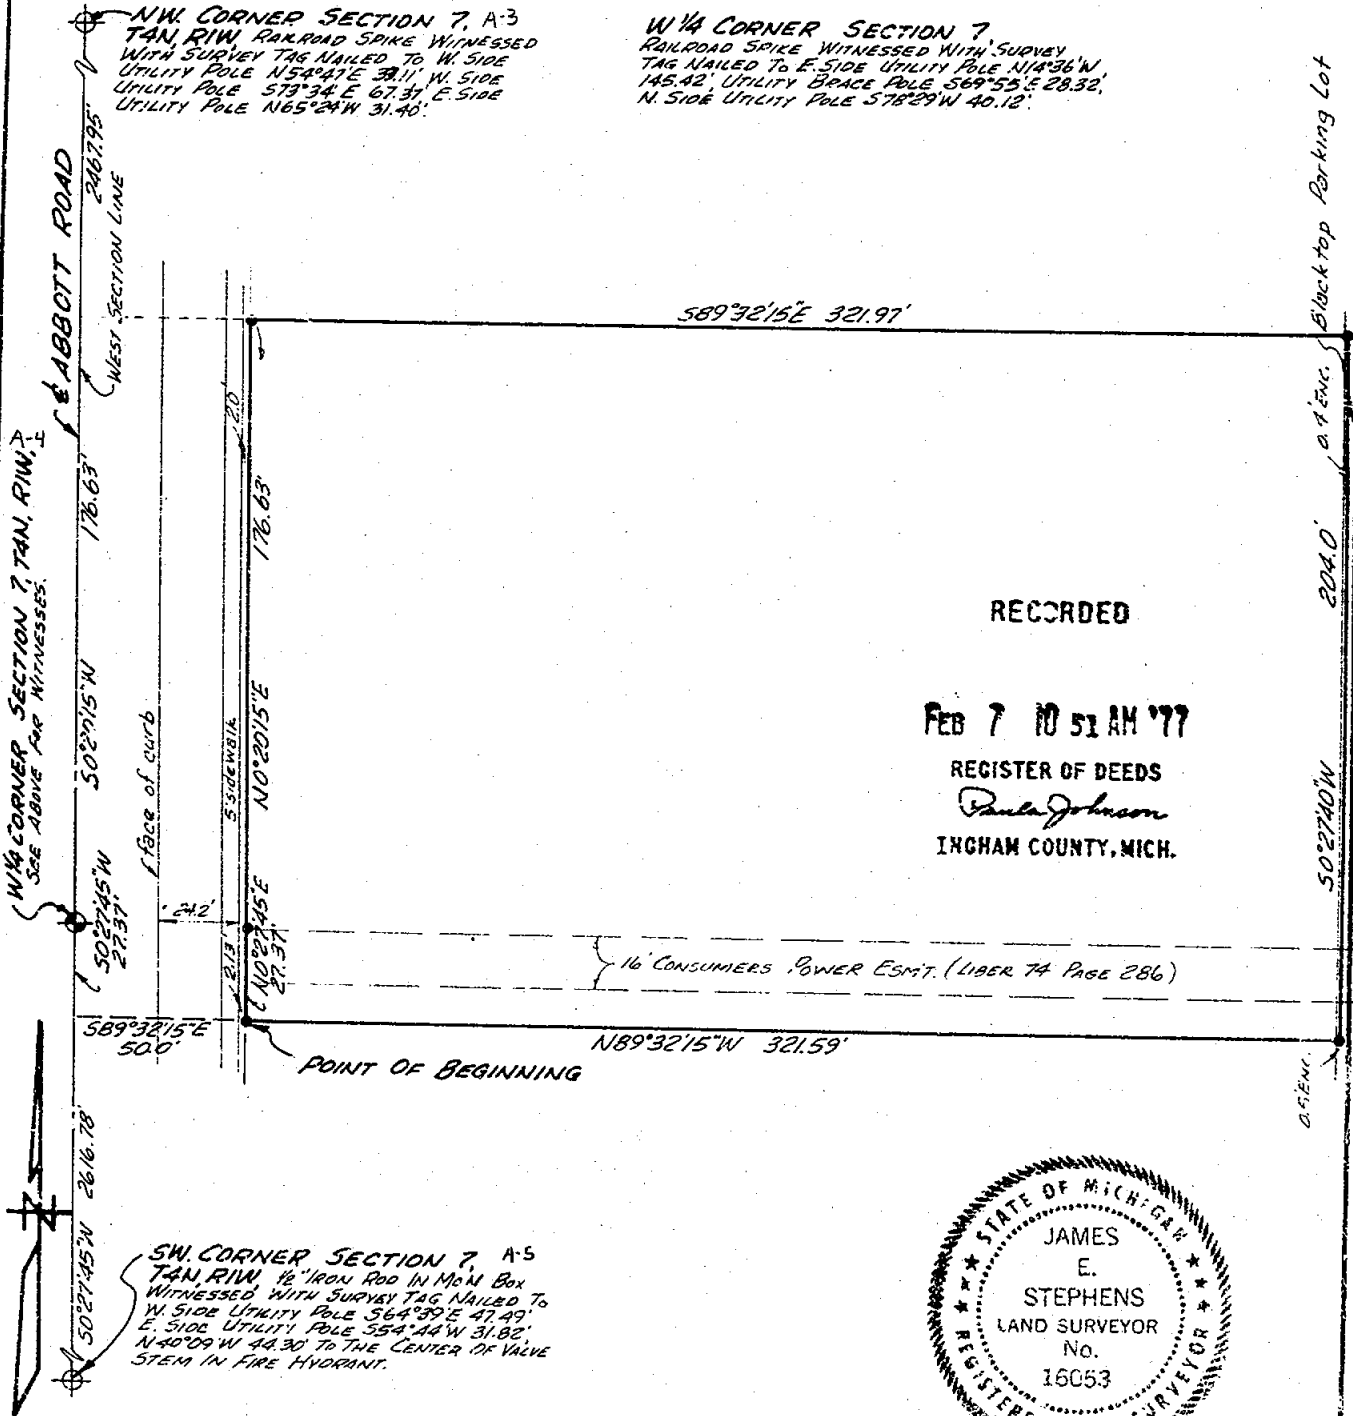 NW. CORNER SECTION 7, A-3
T4N, R1W, RAILROAD SPIKE WITNESSED
WITH SURVEY TAG NAILED TO W. SIDE
UTILITY POLE N54°47'E W. SIDE
UTILITY POLE S73°34'E 67.37', E. SIDE
UTILITY POLE N65°24'W 31.40'.
W 1/4 CORNER SECTION 7
RAILROAD SPIKE WITNESSED WITH SURVEY
TAG NAILED TO E. SIDE UTILITY POLE N14°36'W
145.42', UTILITY BRACE POLE S69°55'E 28.32',
N. SIDE UTILITY POLE S78°29'W 40.12'.
Blacktop Parking Lot
2467.95'
WEST SECTION LINE
℄ ABBOTT ROAD
S89°32'15"E 321.97'
0.4' ENC.
2.0'
A-4
W 1/4 CORNER SECTION 7, T4N, R1W,
SEE ABOVE FOR WITNESSES.
176.63'
176.63'
204.0'
RECORDED
FEB 7 10 51 AM '77
REGISTER OF DEEDS
Paula Johnson
INGHAM COUNTY, MICH.
S0°20'15"W
face of curb
5' sidewalk
N0°20'15"E
S0°27'40"W
S0°27'45"W
27.37'
24.2'
2.13'
N0°27'45"E
27.37'
16' CONSUMERS POWER ESMT. (LIBER 74 PAGE 286)
S89°32'15"E
50.0'
N89°32'15"W 321.59'
POINT OF BEGINNING
0.5' ENC.
S0°27'45"W 2616.78'
N
SW. CORNER SECTION 7, A-5
T4N, R1W, 1/2" IRON ROD IN MON BOX
WITNESSED WITH SURVEY TAG NAILED TO
W. SIDE UTILITY POLE S64°39'E 47.49',
E. SIDE UTILITY POLE S54°44'W 31.82',
N40°09'W 44.30' TO THE CENTER OF VALVE
STEM IN FIRE HYDRANT.
STATE OF MICHIGAN
JAMES
E.
STEPHENS
LAND SURVEYOR
No.
16053